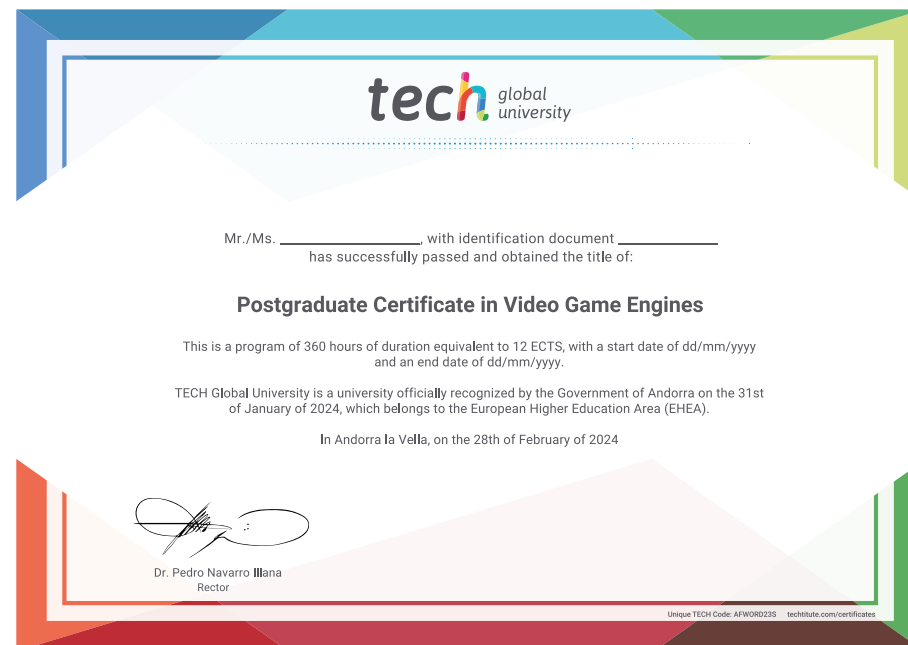 tech global university
Mr./Ms. ____________, with identification document ____________
has successfully passed and obtained the title of:
Postgraduate Certificate in Video Game Engines
This is a program of 360 hours of duration equivalent to 12 ECTS, with a start date of dd/mm/yyyy
and an end date of dd/mm/yyyy.
TECH Global University is a university officially recognized by the Government of Andorra on the 31st
of January of 2024, which belongs to the European Higher Education Area (EHEA).
In Andorra la Vella, on the 28th of February of 2024
Dr. Pedro Navarro Illana
Rector
Unique TECH Code: AFWORD23S techtitute.com/certificates